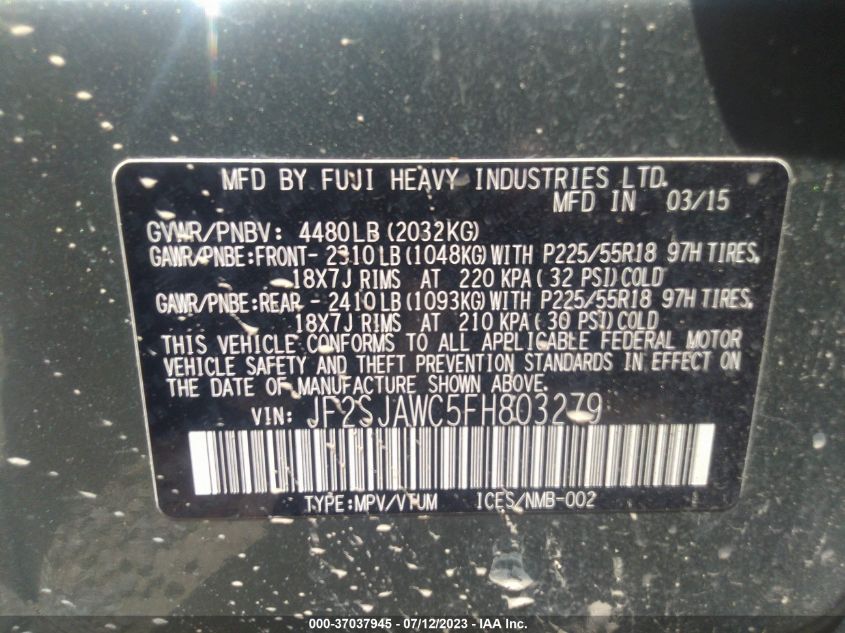 MFD BY FUJI HEAVY INDUSTRIES LTD.
MFD IN 03/15
GVWR/PNBV: 4480LB (2032KG)
GAWR/PNBE:FRONT- 2310 LB (1048KG) WITH P225/55R18 97H TIRES,
18X7J RIMS AT 220 KPA ( 32 PSI) COLD
GAWR/PNBE:REAR - 2410 LB (1093KG) WITH P225/55R18 97H TIRES,
18X7J RIMS AT 210 KPA ( 30 PSI) COLD
THIS VEHICLE CONFORMS TO ALL APPLICABLE FEDERAL MOTOR
VEHICLE SAFETY AND THEFT PREVENTION STANDARDS IN EFFECT ON
THE DATE OF MANUFACTURE SHOWN ABOVE.
VIN: JF2SJAWC5FH803279
TYPE:MPV/VTUM ICES/NMB-002
000-37037945 - 07/12/2023 - IAA Inc.